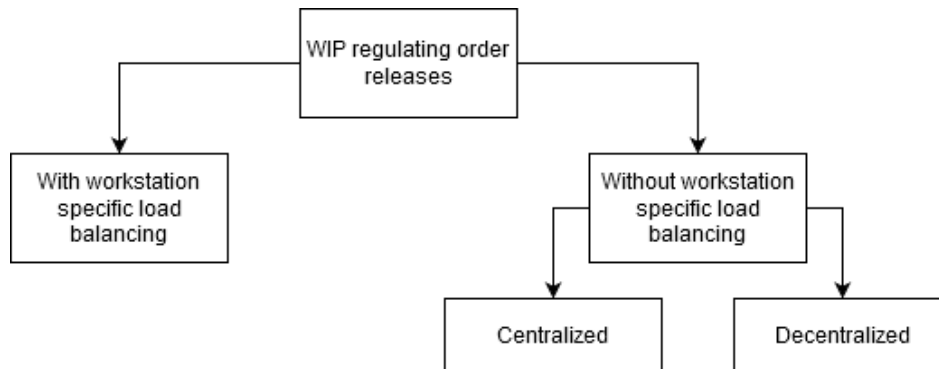 WIP regulating order
releases
With workstation
specific load
balancing
Without workstation
specific load
balancing
Centralized
Decentralized